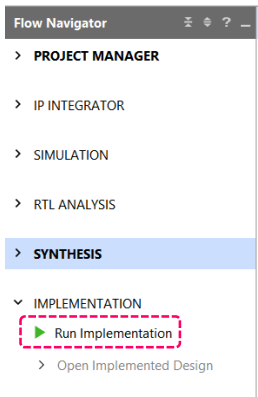 Flow Navigator ?
PROJECT MANAGER
IP INTEGRATOR
SIMULATION
RTL ANALYSIS
SYNTHESIS
IMPLEMENTATION
Run Implementation
Open Implemented Design